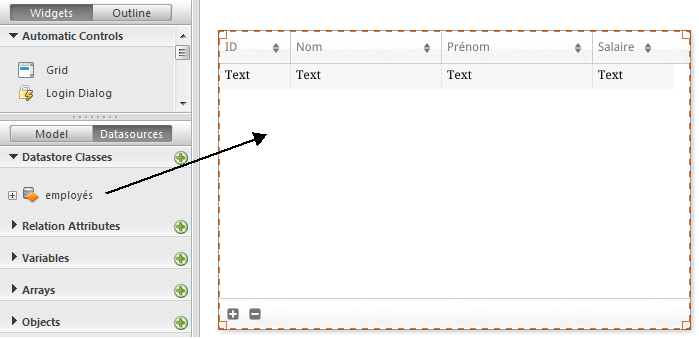 Widgets Outline
Automatic Controls
Grid
Login Dialog
Model Datasources
Datastore Classes
employés
Relation Attributes
Variables
Arrays
Objects
ID Nom Prénom Salaire
Text Text Text Text